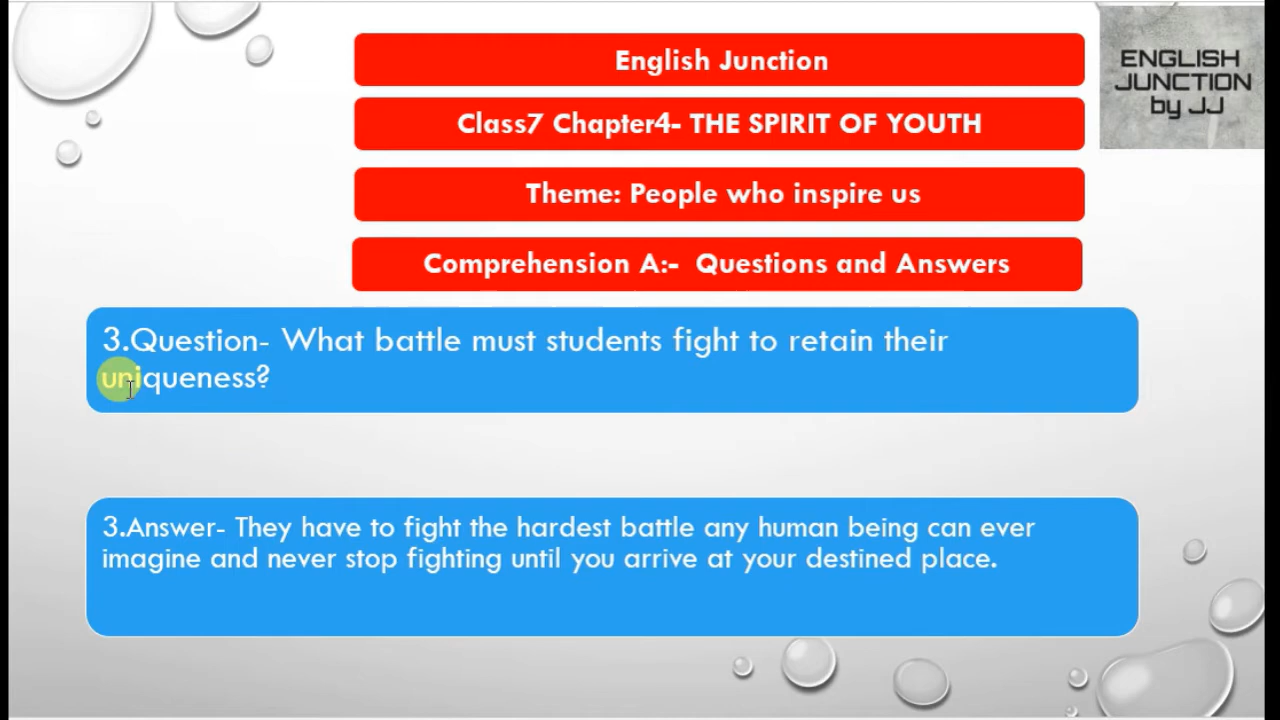 English Junction
ENGLISH
JUNCTION
by JJ
Class7 Chapter4- THE SPIRIT OF YOUTH
Theme: People who inspire us
Comprehension A:- Questions and Answers
3.Question- What battle must students fight to retain their
uniqueness?
3.Answer- They have to fight the hardest battle any human being can ever
imagine and never stop fighting until you arrive at your destined place.